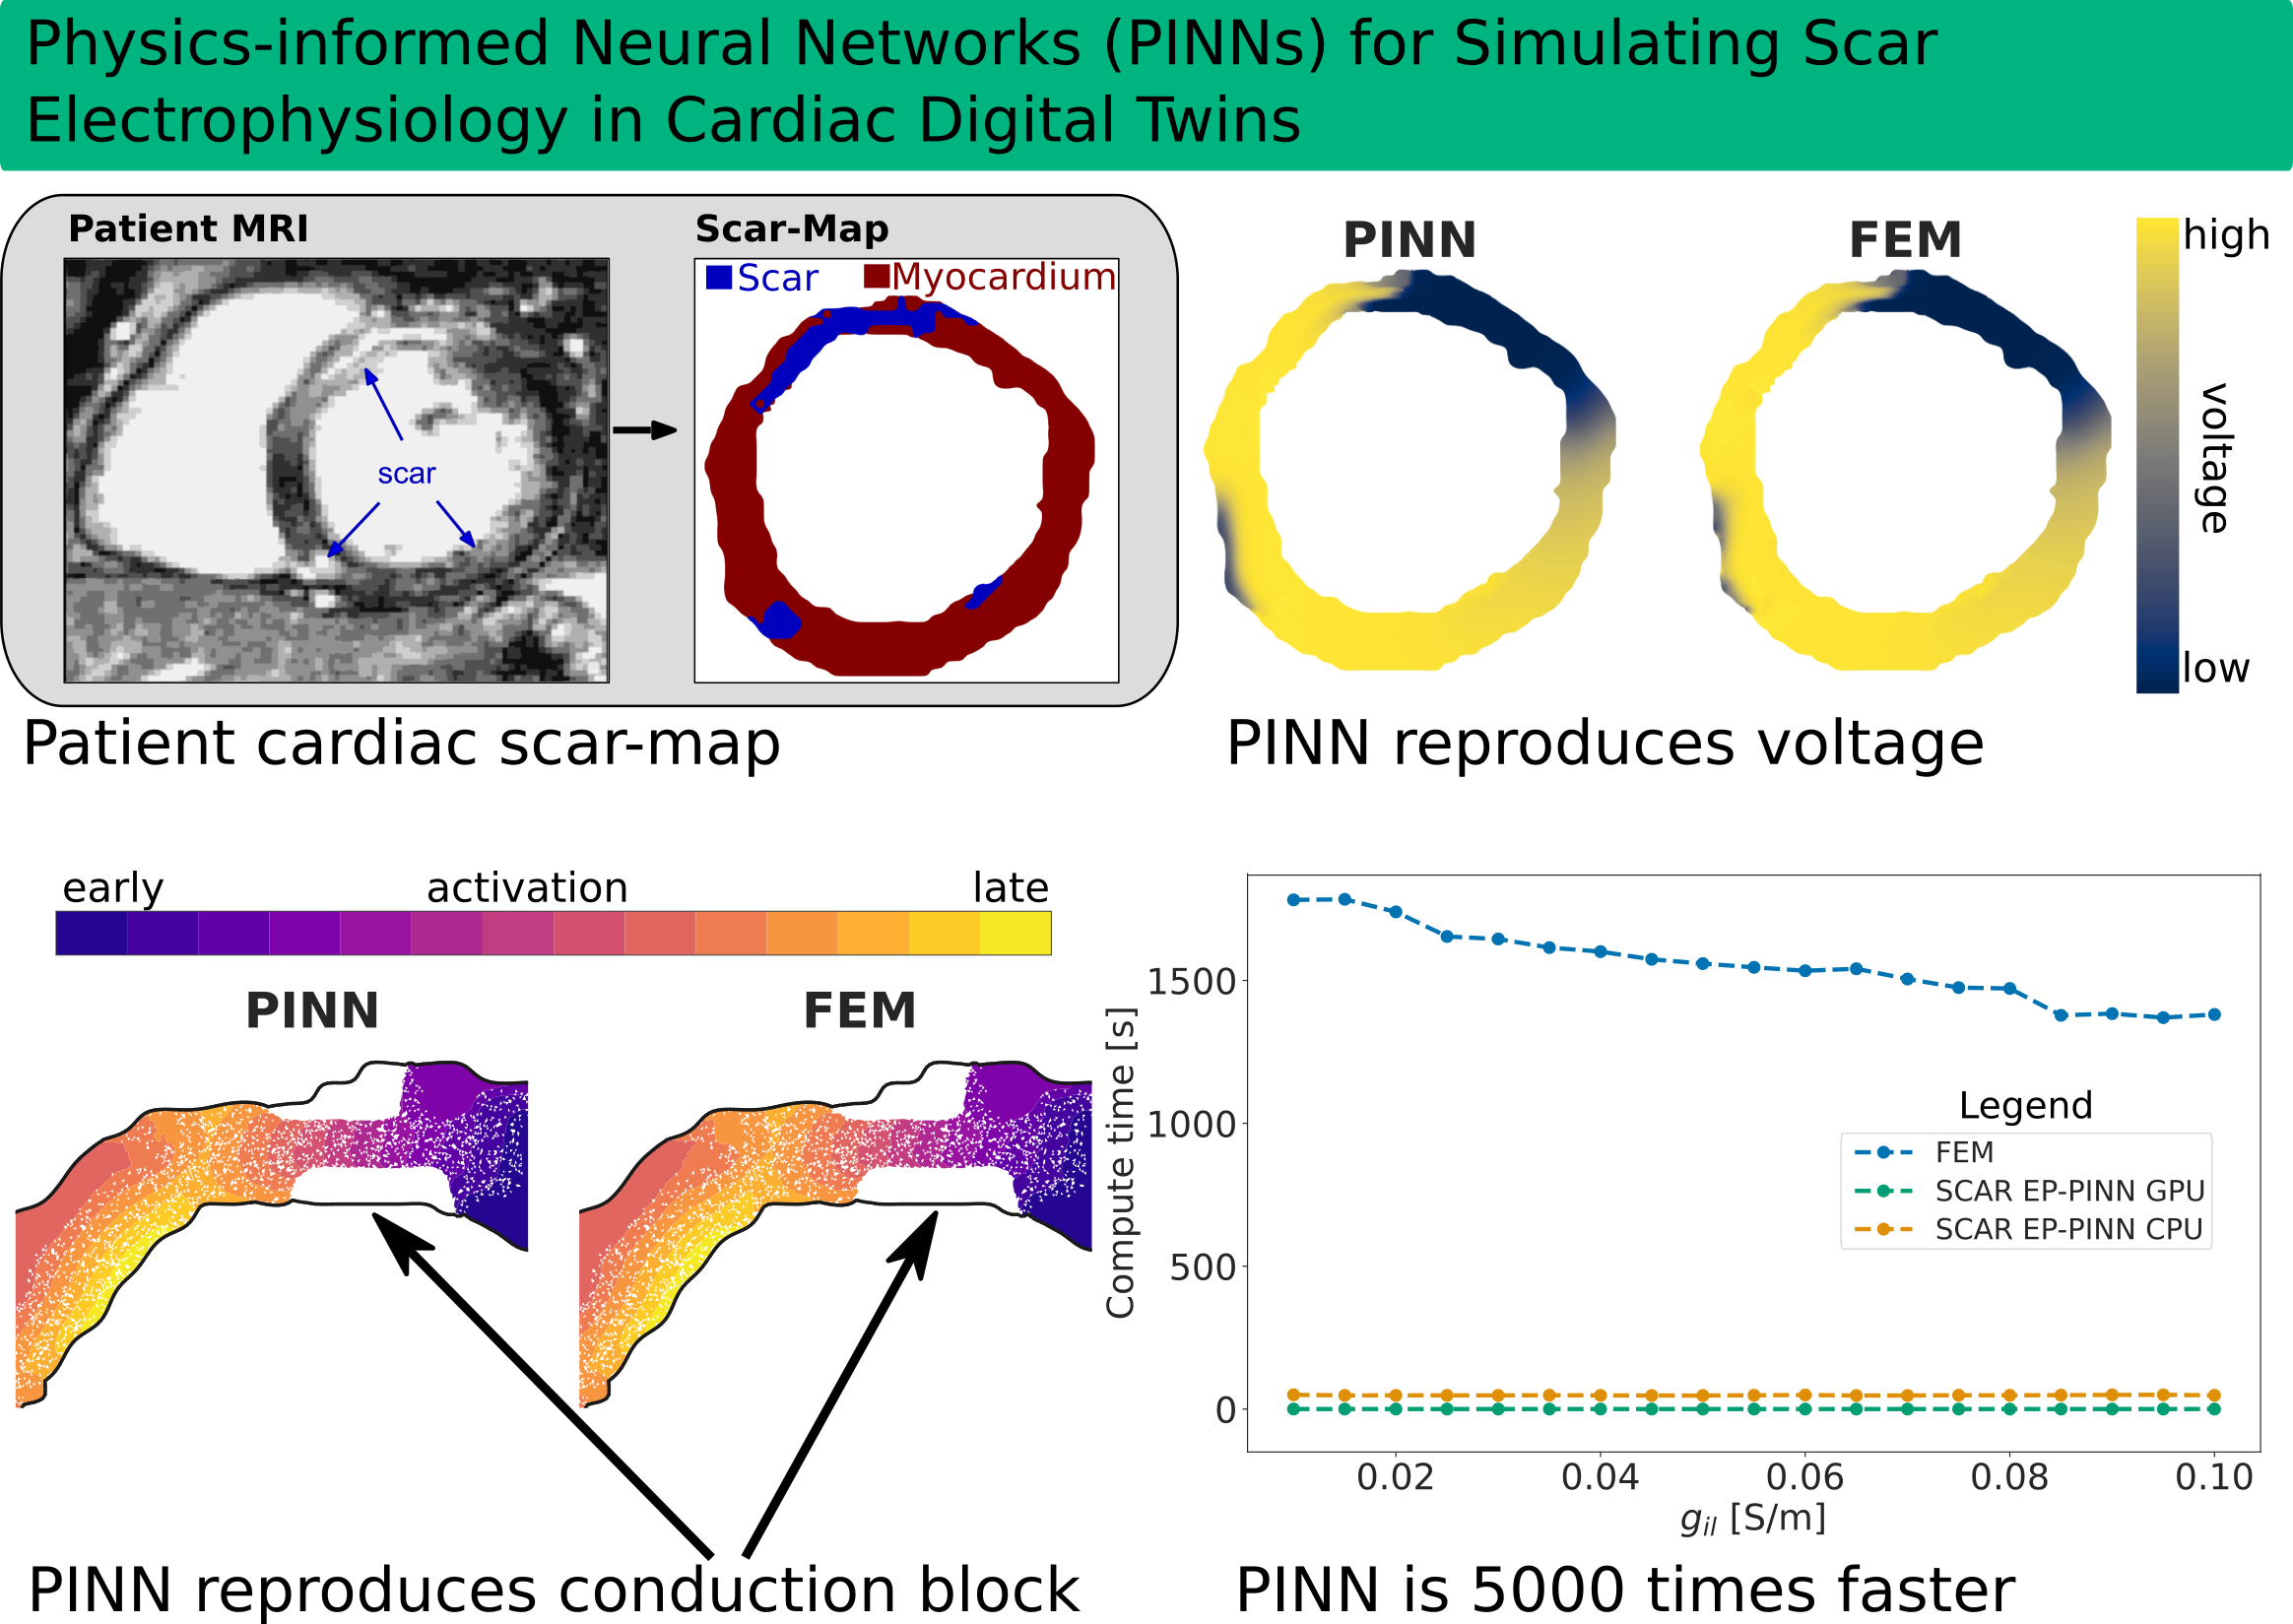 Physics-informed Neural Networks (PINNs) for Simulating Scar
Electrophysiology in Cardiac Digital Twins
Patient MRI
Scar-Map
Scar
Myocardium
scar
Patient cardiac scar-map
PINN
FEM
high
voltage
low
PINN reproduces voltage
early
activation
late
PINN
FEM
PINN reproduces conduction block
Compute time [s]
1500
1000
500
0
Legend
FEM
SCAR EP-PINN GPU
SCAR EP-PINN CPU
0.02
0.04
0.06
0.08
0.10
gil [S/m]
PINN is 5000 times faster